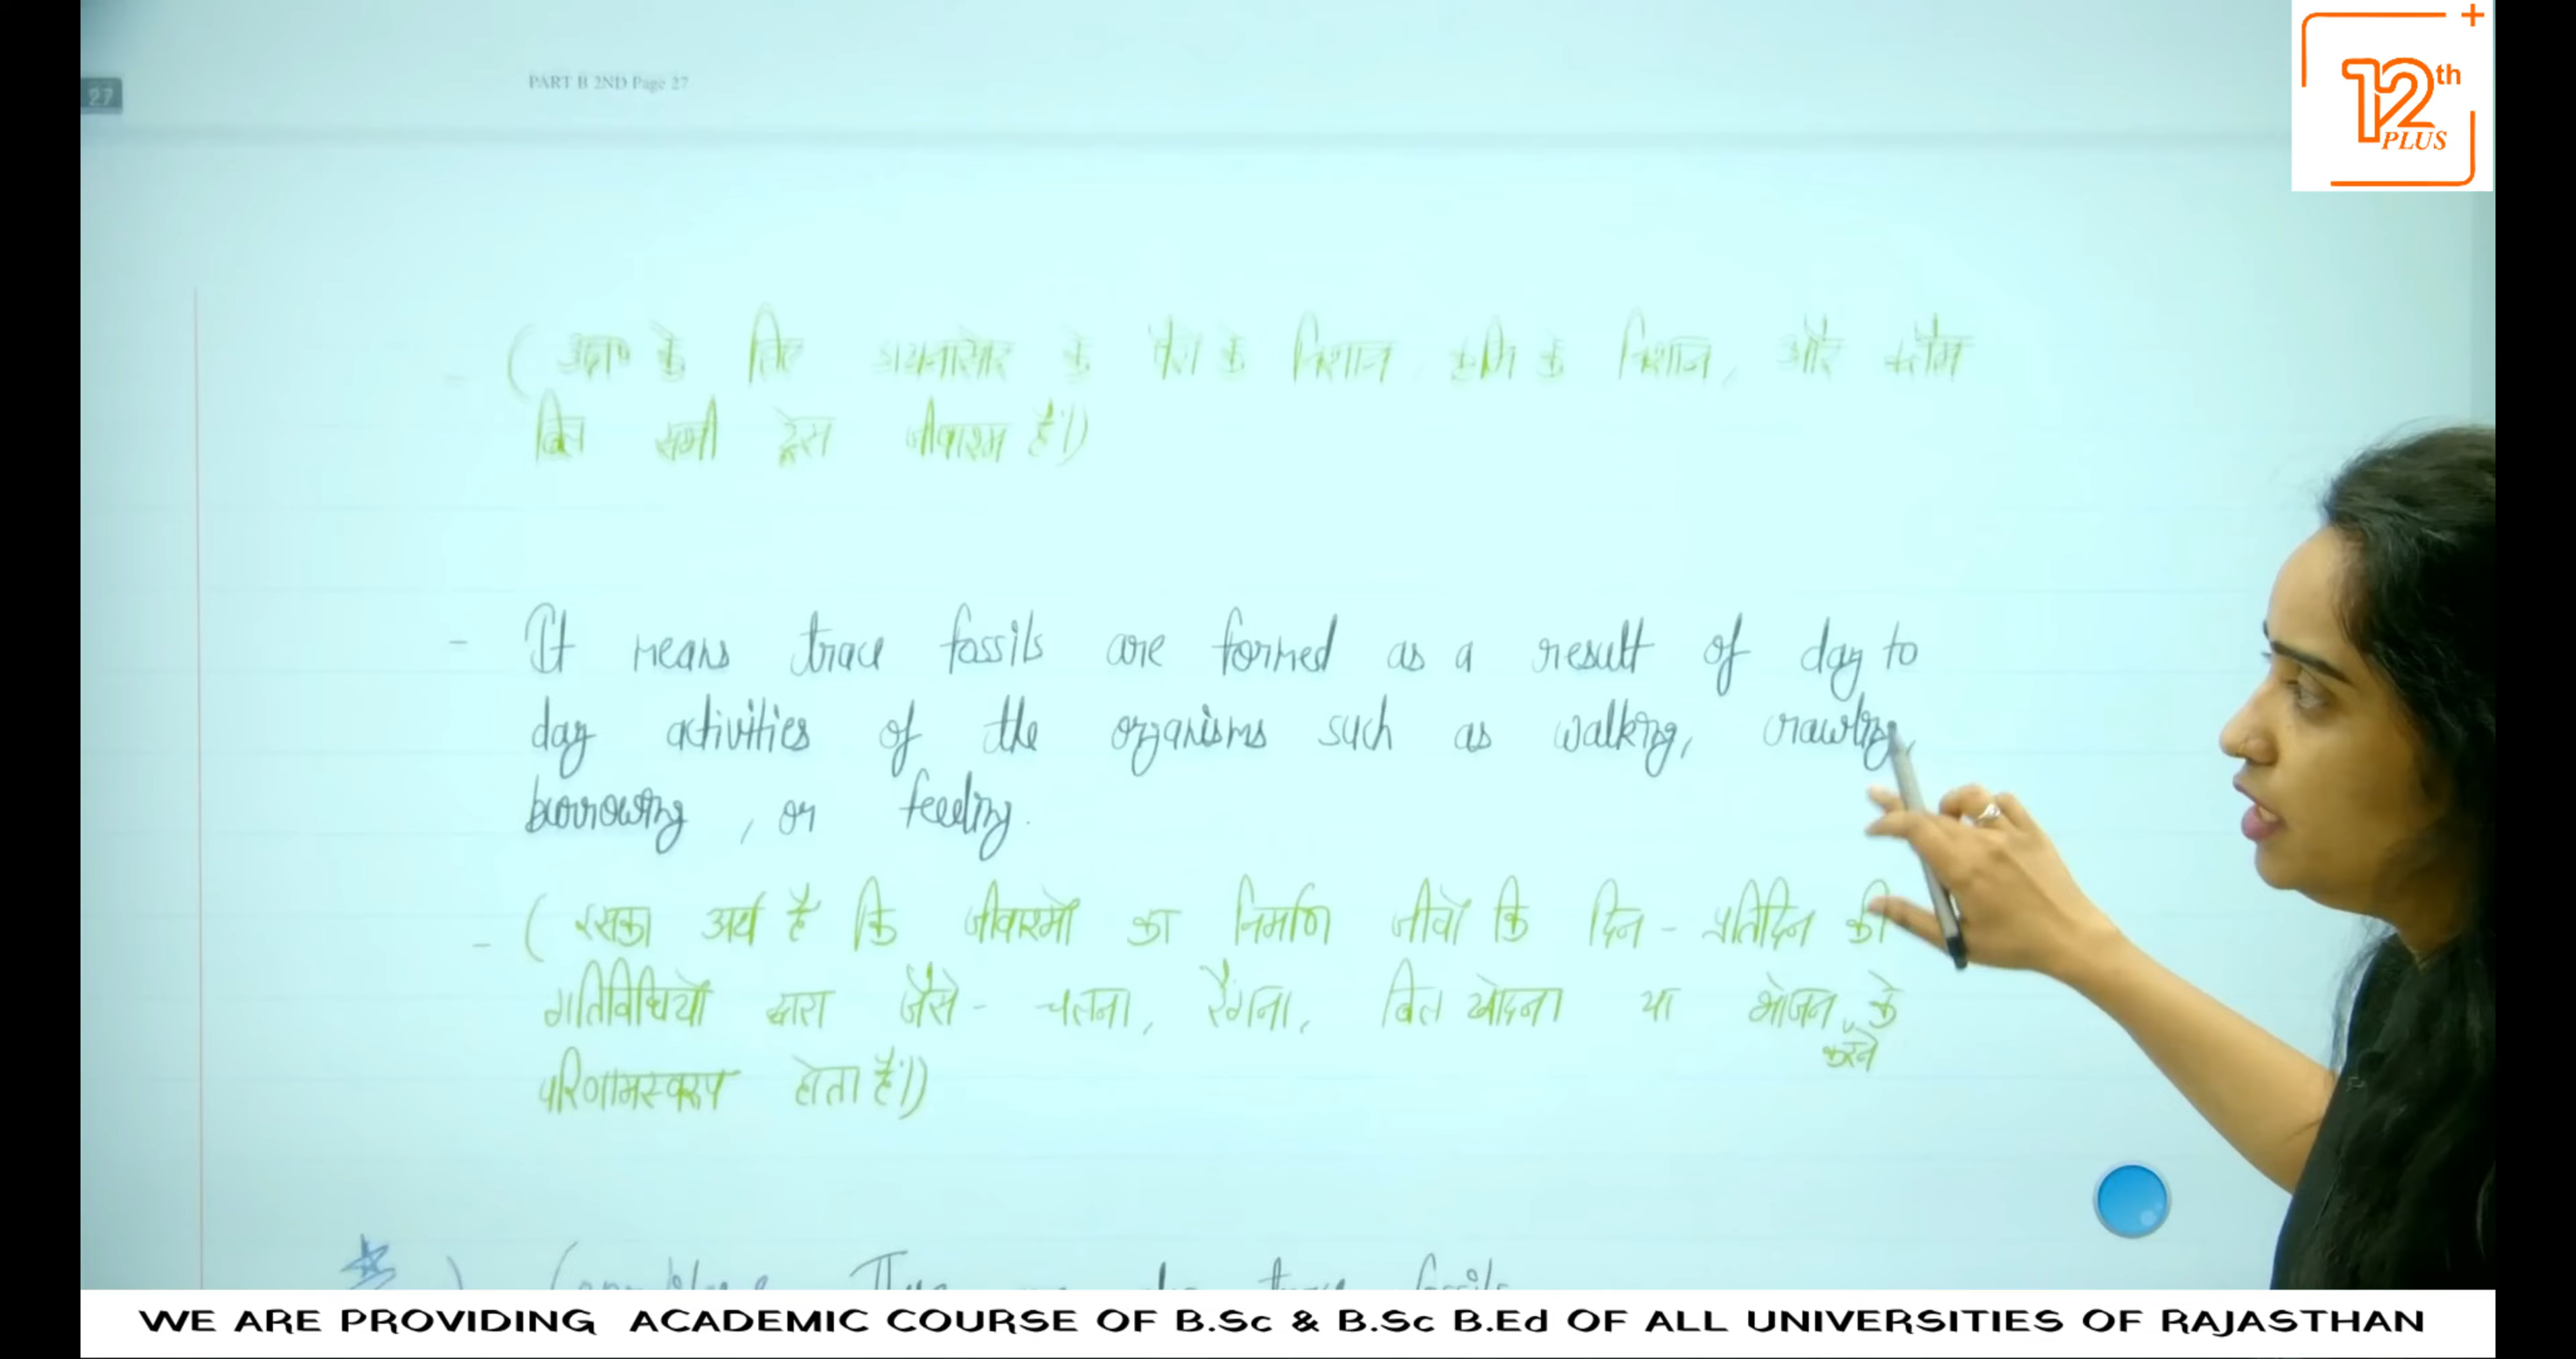 27
PART B 2ND Page 27
12th
PLUS
- ( उदा० के लिए डायनासोर के पैरों के निशान, कृमि के निशान, और क्लैम
बिल सभी ट्रेस जीवाश्म हैं।)
- It means trace fossils are formed as a result of day to
day activities of the organisms such as walking, crawling,
burrowing, or feeding.
- ( इसका अर्थ है कि जीवाश्मों का निर्माण जीवों कि दिन - प्रतिदिन की
गतिविधियों द्वारा जैसे - चलना, रेंगना, बिल खोदना या भोजन करने के
परिणामस्वरूप होता है।)
trace fossils
WE ARE PROVIDING ACADEMIC COURSE OF B.Sc & B.Sc B.Ed OF ALL UNIVERSITIES OF RAJASTHAN